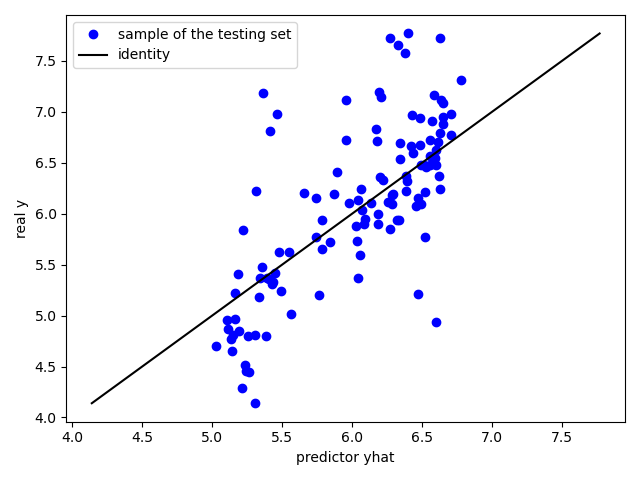 sample of the testing set
identity
7.5
7.0
6.5
6.0
5.5
5.0
4.5
4.0
real y
4.0 4.5 5.0 5.5 6.0 6.5 7.0 7.5
predictor yhat